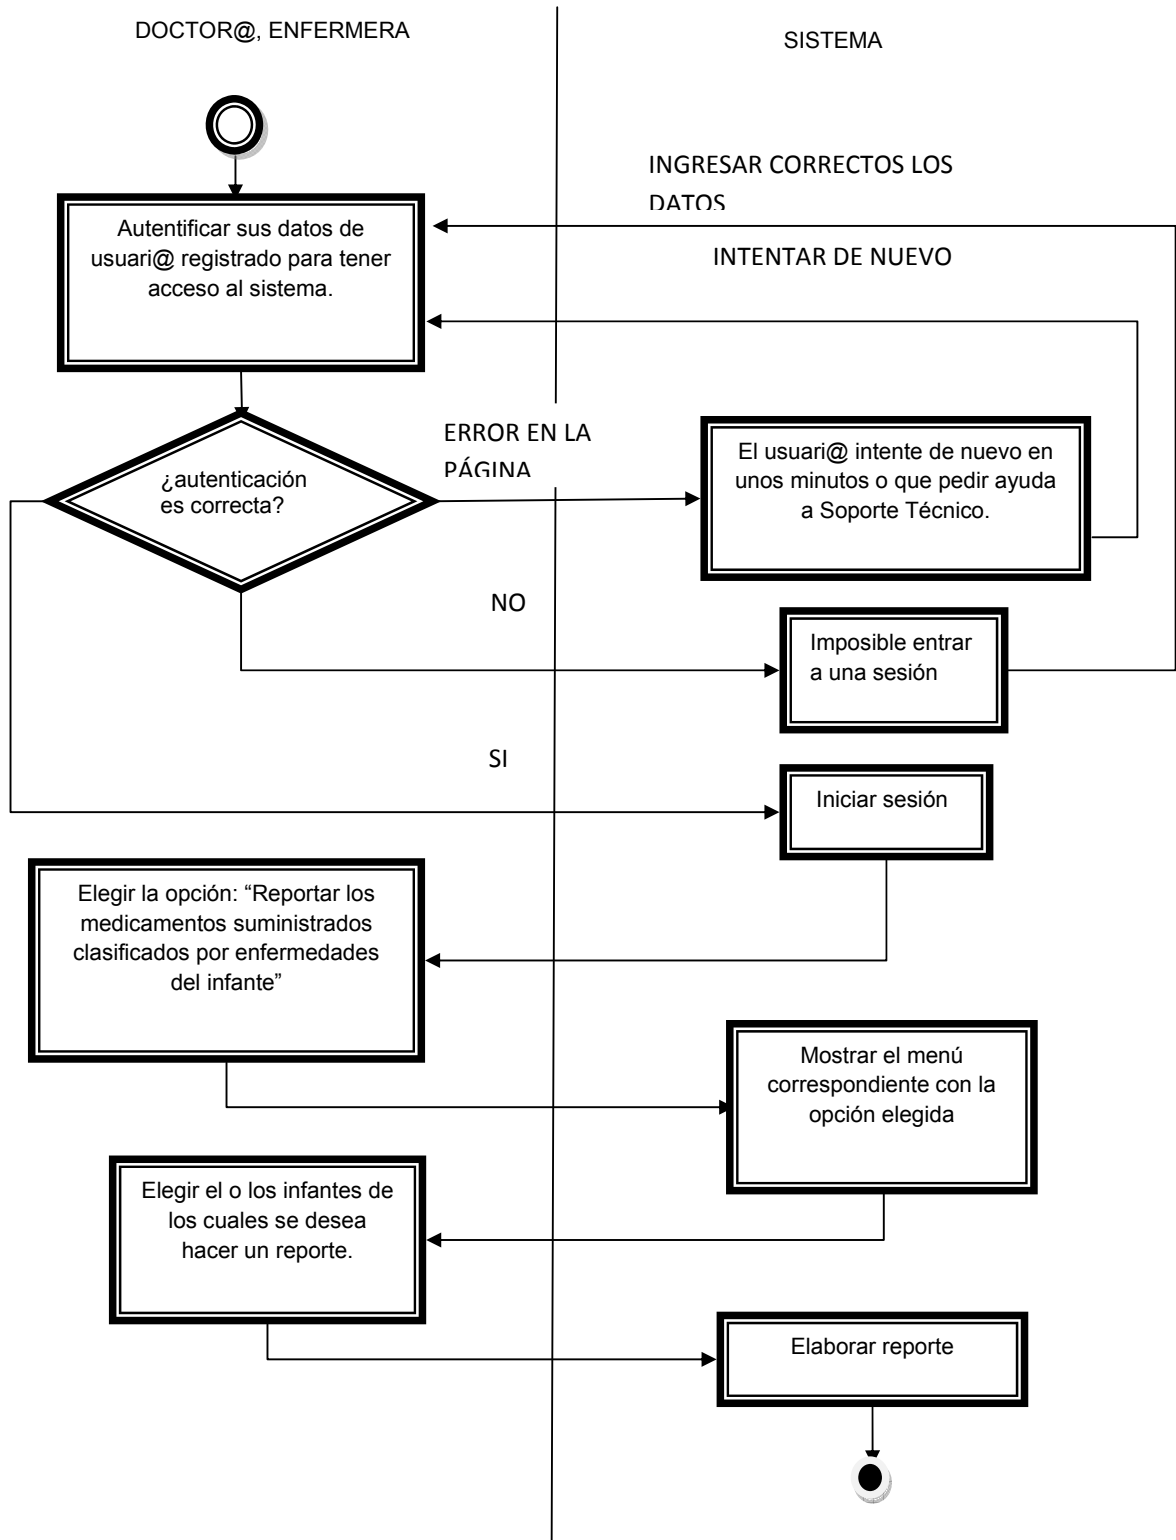 DOCTOR@, ENFERMERA
SISTEMA
INGRESAR CORRECTOS LOS
DATOS
Autentificar sus datos de
usuari@ registrado para tener
acceso al sistema.
INTENTAR DE NUEVO
ERROR EN LA
PÁGINA
¿autenticación
es correcta?
El usuari@ intente de nuevo en
unos minutos o que pedir ayuda
a Soporte Técnico.
NO
Imposible entrar
a una sesión
SI
Iniciar sesión
Elegir la opción: “Reportar los
medicamentos suministrados
clasificados por enfermedades
del infante”
Mostrar el menú
correspondiente con la
opción elegida
Elegir el o los infantes de
los cuales se desea
hacer un reporte.
Elaborar reporte